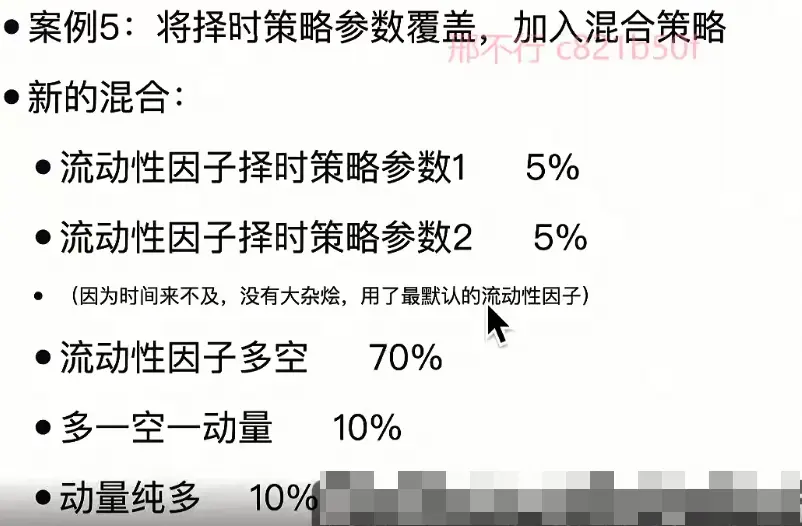 案例5：将择时策略参数覆盖，加入混合策略
邢不行 c821b50f
新的混合：
流动性因子择时策略参数1 5%
流动性因子择时策略参数2 5%
（因为时间来不及，没有大杂烩，用了最默认的流动性因子）
流动性因子多空 70%
多一空一动量 10%
动量纯多 10%